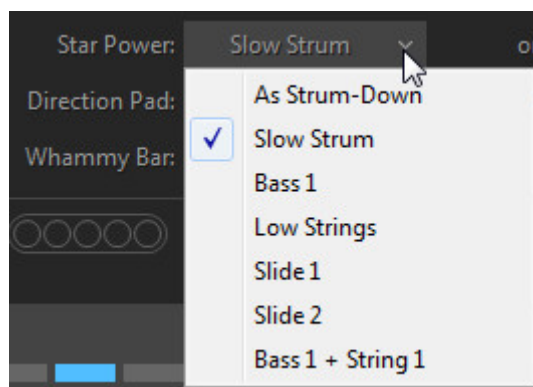 Star Power: Slow Strum o
Direction Pad: As Strum-Down
Slow Strum
Whammy Bar:
Bass 1
Low Strings
Slide 1
Slide 2
Bass 1 + String 1